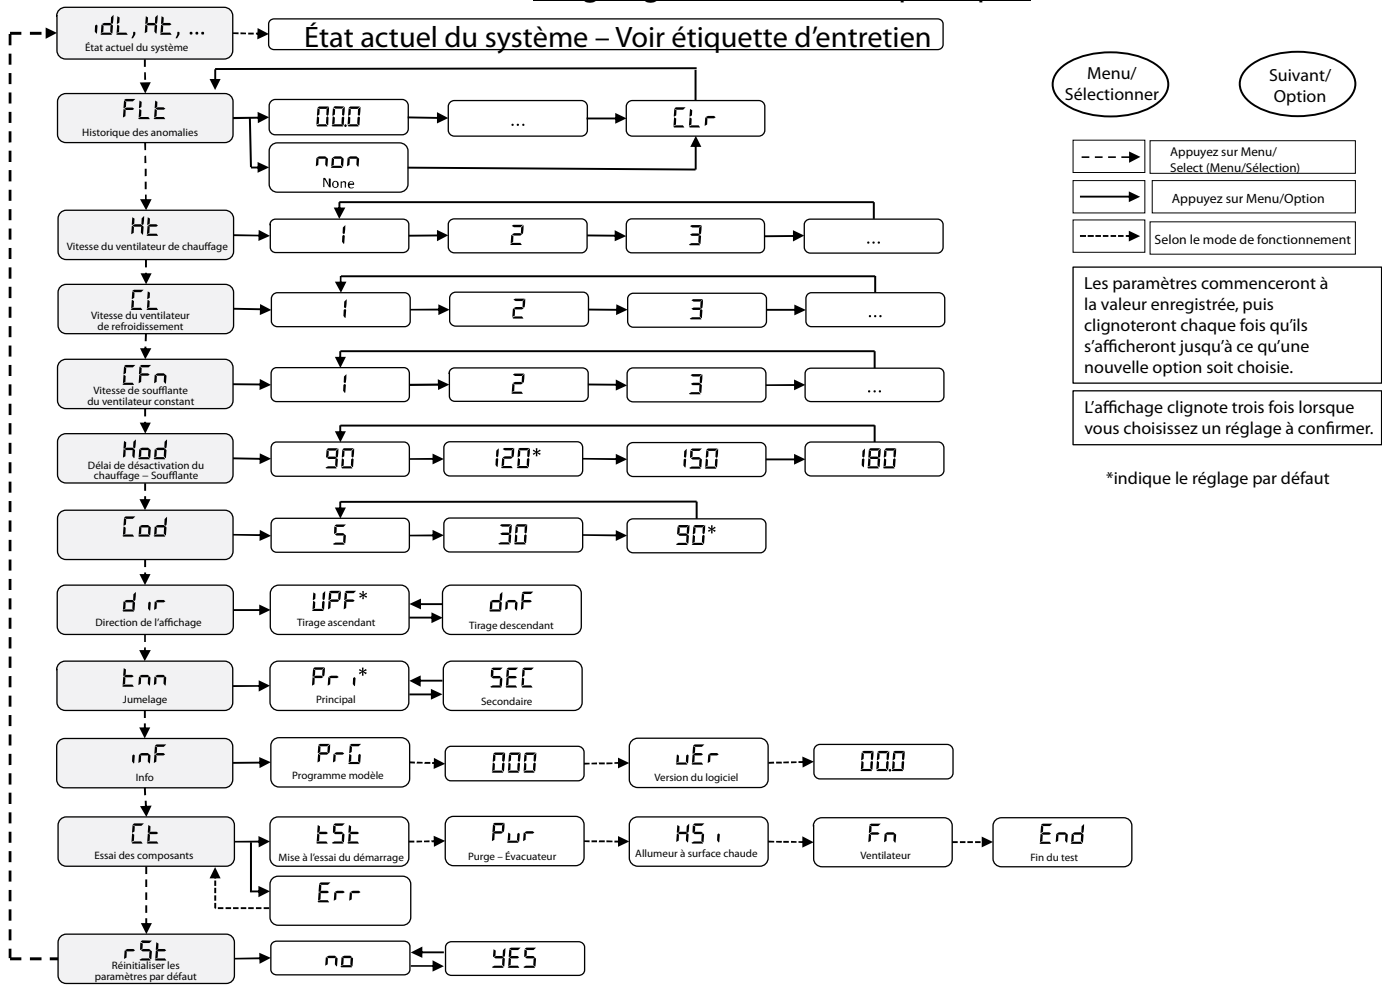 idL, Ht, ...
État actuel du système
État actuel du système – Voir étiquette d'entretien
Menu/
Sélectionner
Suivant/
Option
FLt
Historique des anomalies
00.0
...
CLr
non
None
Appuyez sur Menu/
Select (Menu/Sélection)
Appuyez sur Menu/Option
Selon le mode de fonctionnement
Ht
Vitesse du ventilateur de chauffage
1
2
3
...
CL
Vitesse du ventilateur
de refroidissement
1
2
3
...
Les paramètres commenceront à
la valeur enregistrée, puis
clignoteront chaque fois qu'ils
s'afficheront jusqu'à ce qu'une
nouvelle option soit choisie.
CFn
Vitesse de soufflante
du ventilateur constant
1
2
3
...
L'affichage clignote trois fois lorsque
vous choisissez un réglage à confirmer.
Hod
Délai de désactivation du
chauffage – Soufflante
90
120*
150
180
*indique le réglage par défaut
Cod
5
30
90*
dir
Direction de l'affichage
UPF*
Tirage ascendant
dnF
Tirage descendant
tnn
Jumelage
Pri*
Principal
SEC
Secondaire
inF
Info
PrG
Programme modèle
000
uEr
Version du logiciel
00.0
Ct
Essai des composants
tSt
Mise à l'essai du démarrage
Pur
Purge – Évacuateur
HSi
Allumeur à surface chaude
Fn
Ventilateur
End
Fin du test
Err
rSt
Réinitialiser les
paramètres par défaut
no
YES